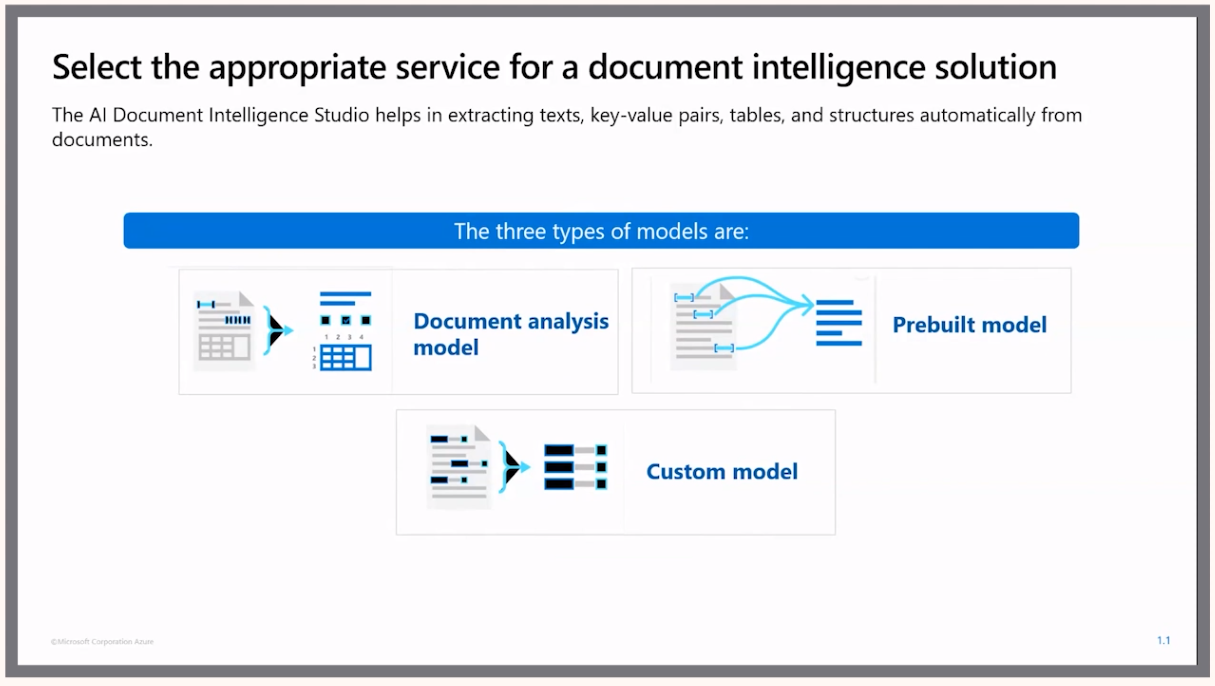 Select the appropriate service for a document intelligence solution
The AI Document Intelligence Studio helps in extracting texts, key-value pairs, tables, and structures automatically from
documents.
The three types of models are:
1 2 3 4
1
2
3
Document analysis
model
Prebuilt model
Custom model
©Microsoft Corporation Azure
1.1